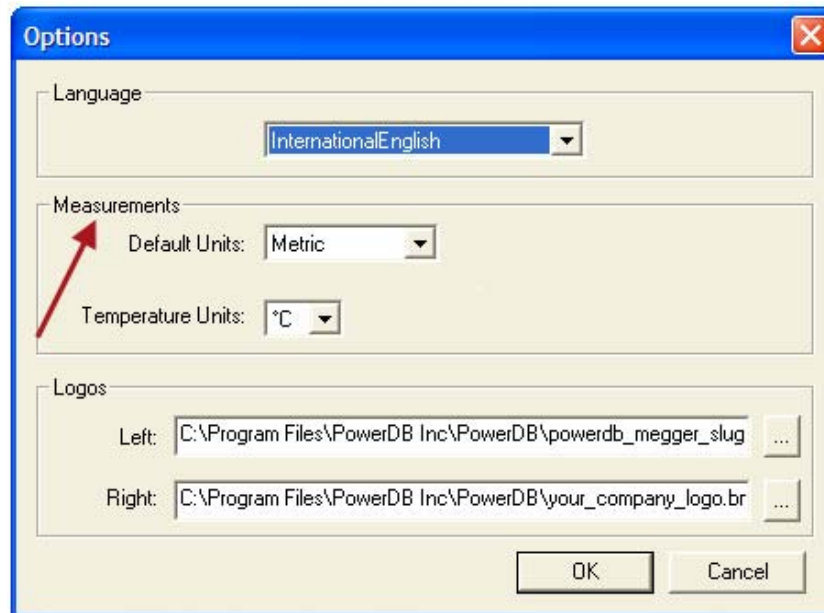 Options
Language
InternationalEnglish
Measurements
Default Units: Metric
Temperature Units: °C
Logos
Left: C:\Program Files\PowerDB Inc\PowerDB\powerdb_megger_slug ...
Right: C:\Program Files\PowerDB Inc\PowerDB\your_company_logo.br ...
OK Cancel